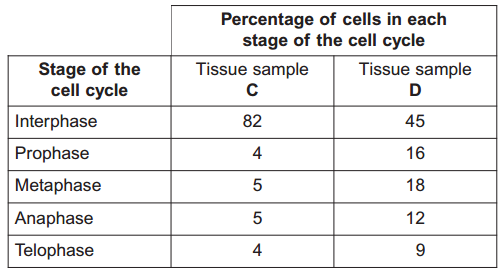 Percentage of cells in each
stage of the cell cycle
Stage of the
cell cycle
Tissue sample
C
Tissue sample
D
Interphase 82 45
Prophase 4 16
Metaphase 5 18
Anaphase 5 12
Telophase 4 9